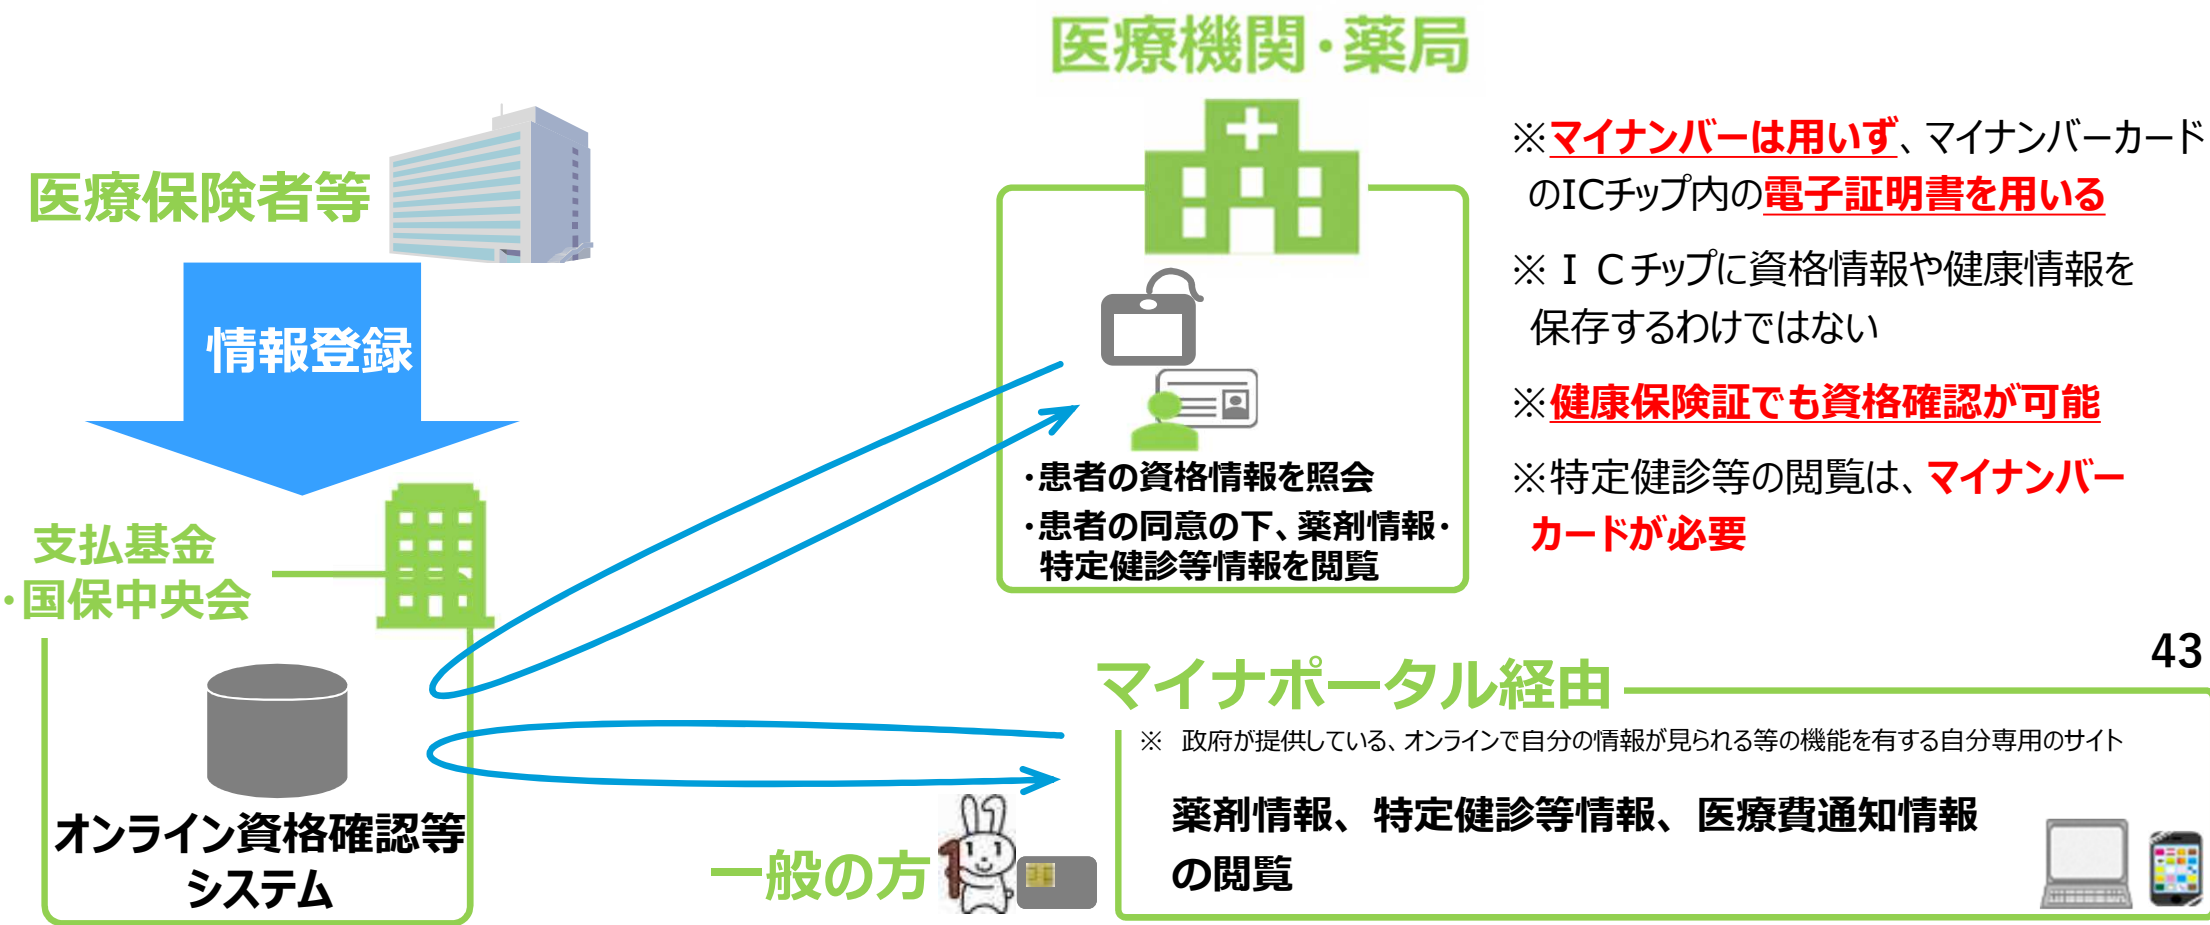 医療機関・薬局
医療保険者等
情報登録
支払基金
・国保中央会
オンライン資格確認等
システム
・患者の資格情報を照会
・患者の同意の下、薬剤情報・
特定健診等情報を閲覧
※マイナンバーは用いず、マイナンバーカード
のICチップ内の電子証明書を用いる
※ＩＣチップに資格情報や健康情報を
保存するわけではない
※健康保険証でも資格確認が可能
※特定健診等の閲覧は、マイナンバー
カードが必要
43
マイナポータル経由
※ 政府が提供している、オンラインで自分の情報が見られる等の機能を有する自分専用のサイト
薬剤情報、特定健診等情報、医療費通知情報
の閲覧
一般の方